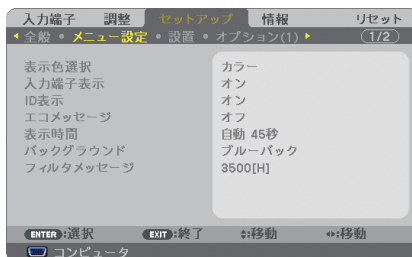 入力端子 調整 セットアップ 情報 リセット
◂ 全般 • メニュー設定 • 設置 • オプション(1) ▸ 1/2
表示色選択 カラー
入力端子表示 オン
ID表示 オン
エコメッセージ オフ
表示時間 自動 45秒
バックグラウンド ブルーバック
フィルタメッセージ 3500[H]
ENTER:選択 EXIT:終了 ⬍:移動 ⬌:移動
コンピュータ